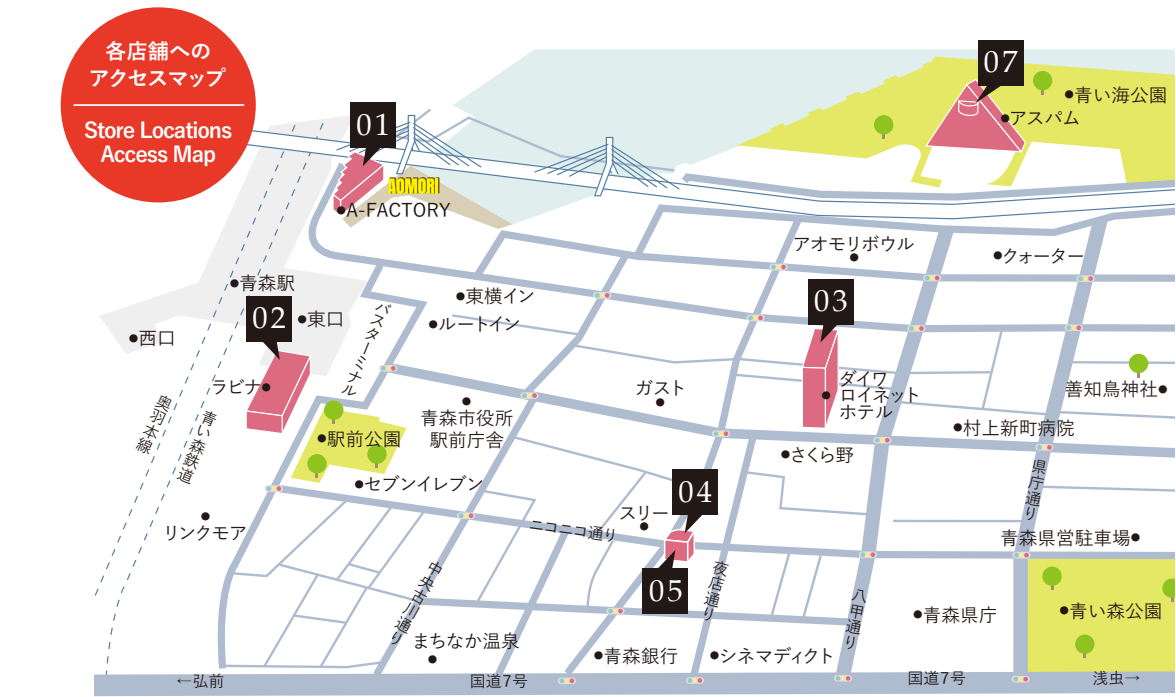 各店舗への
アクセスマップ
Store Locations
Access Map
07
青い海公園
アスパム
01
AOMORI
A-FACTORY
アオモリボウル
クォーター
青森駅
東横イン
02
東口
ルートイン
03
西口
バスターミナル
ラビナ
ガスト
ダイワ
ロイネット
ホテル
善知鳥神社
奥羽本線
青い森鉄道
駅前公園
青森市役所
駅前庁舎
村上新町病院
さくら野
セブンイレブン
県庁通り
04
スリー
リンクモア
ニコニコ通り
青森県営駐車場
05
中央古川通り
夜店通り
八甲通り
青森県庁
青い森公園
まちなか温泉
青森銀行
シネマディクト
←弘前
国道7号
国道7号
浅虫→